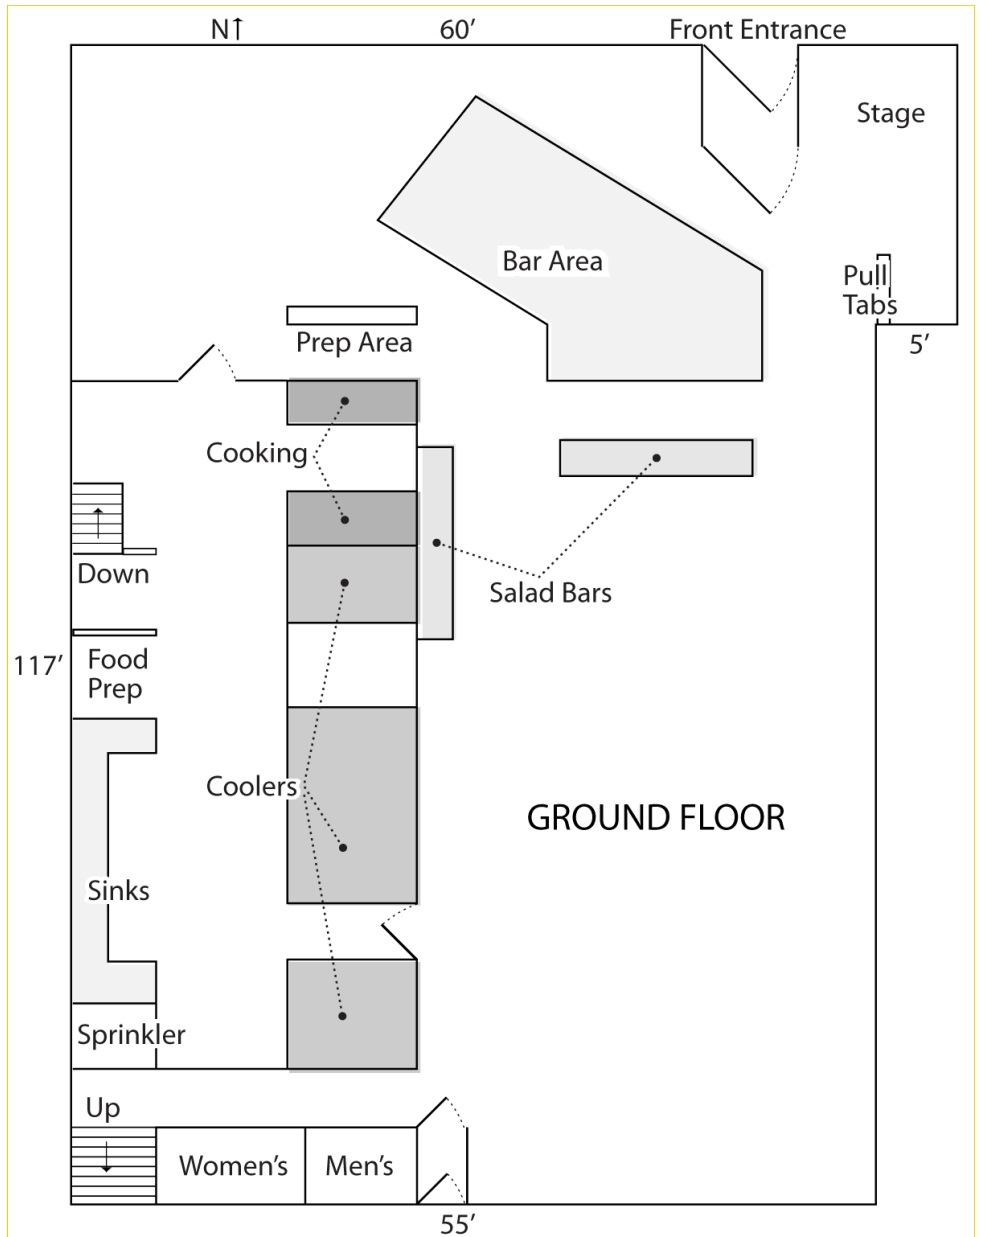 N↑
60’
Front Entrance
Stage
Bar Area
Pull
Tabs
Prep Area
5’
Cooking
Down
Salad Bars
117’
Food
Prep
Coolers
GROUND FLOOR
Sinks
Sprinkler
Up
Women’s
Men’s
55’